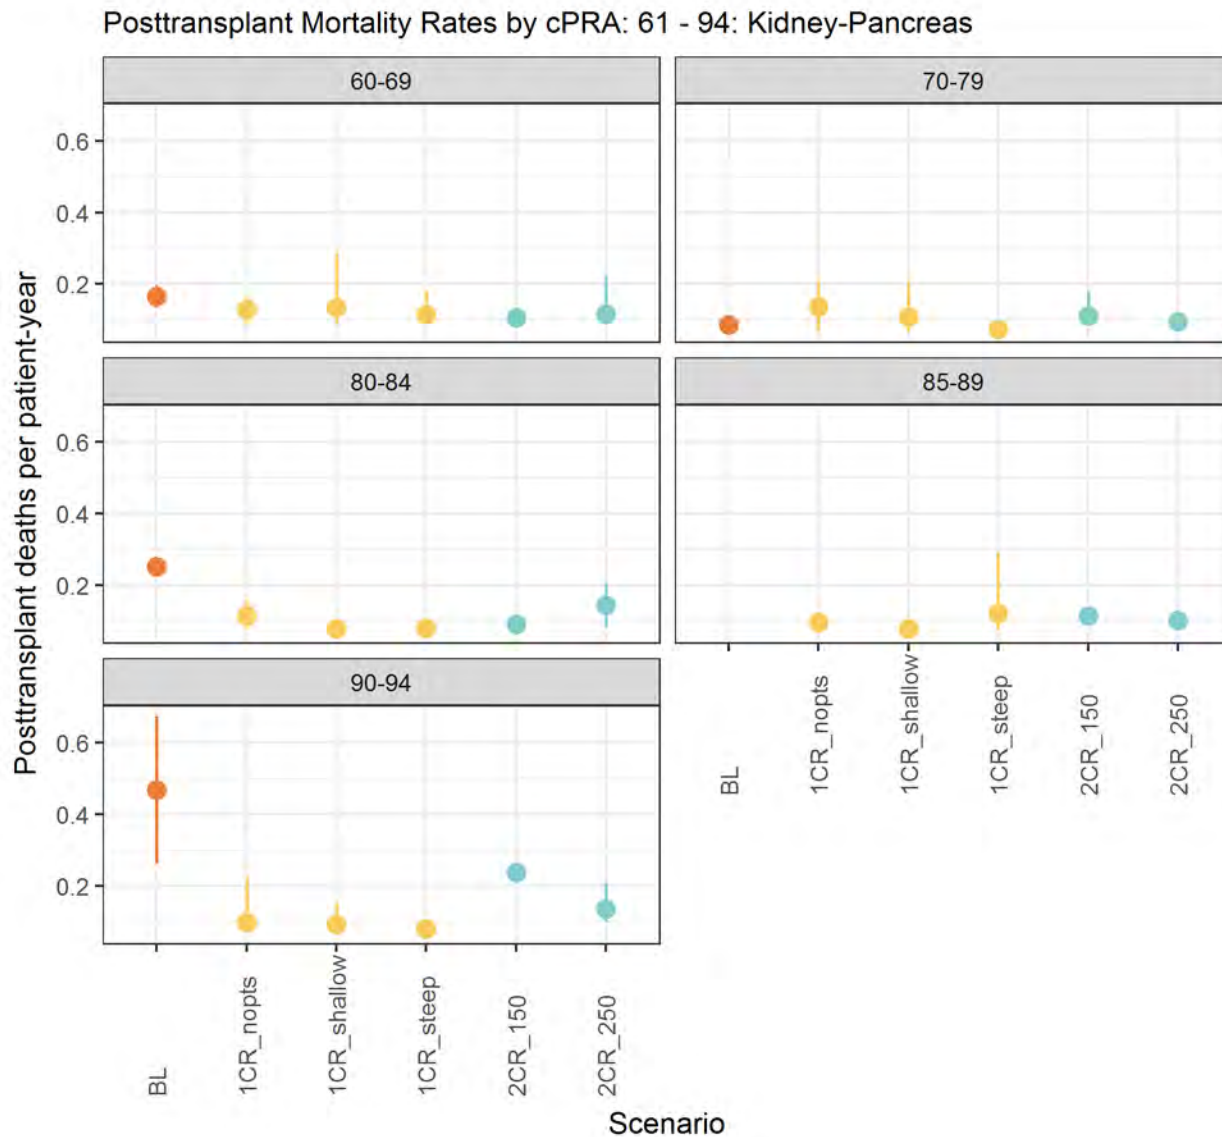 Posttransplant Mortality Rates by cPRA: 61 - 94: Kidney-Pancreas
Posttransplant deaths per patient-year
60-69
70-79
0.6
0.4
0.2
80-84
85-89
0.6
0.4
0.2
90-94
0.6
0.4
0.2
BL
1CR_nopts
1CR_shallow
1CR_steep
2CR_150
2CR_250
BL
1CR_nopts
1CR_shallow
1CR_steep
2CR_150
2CR_250
Scenario